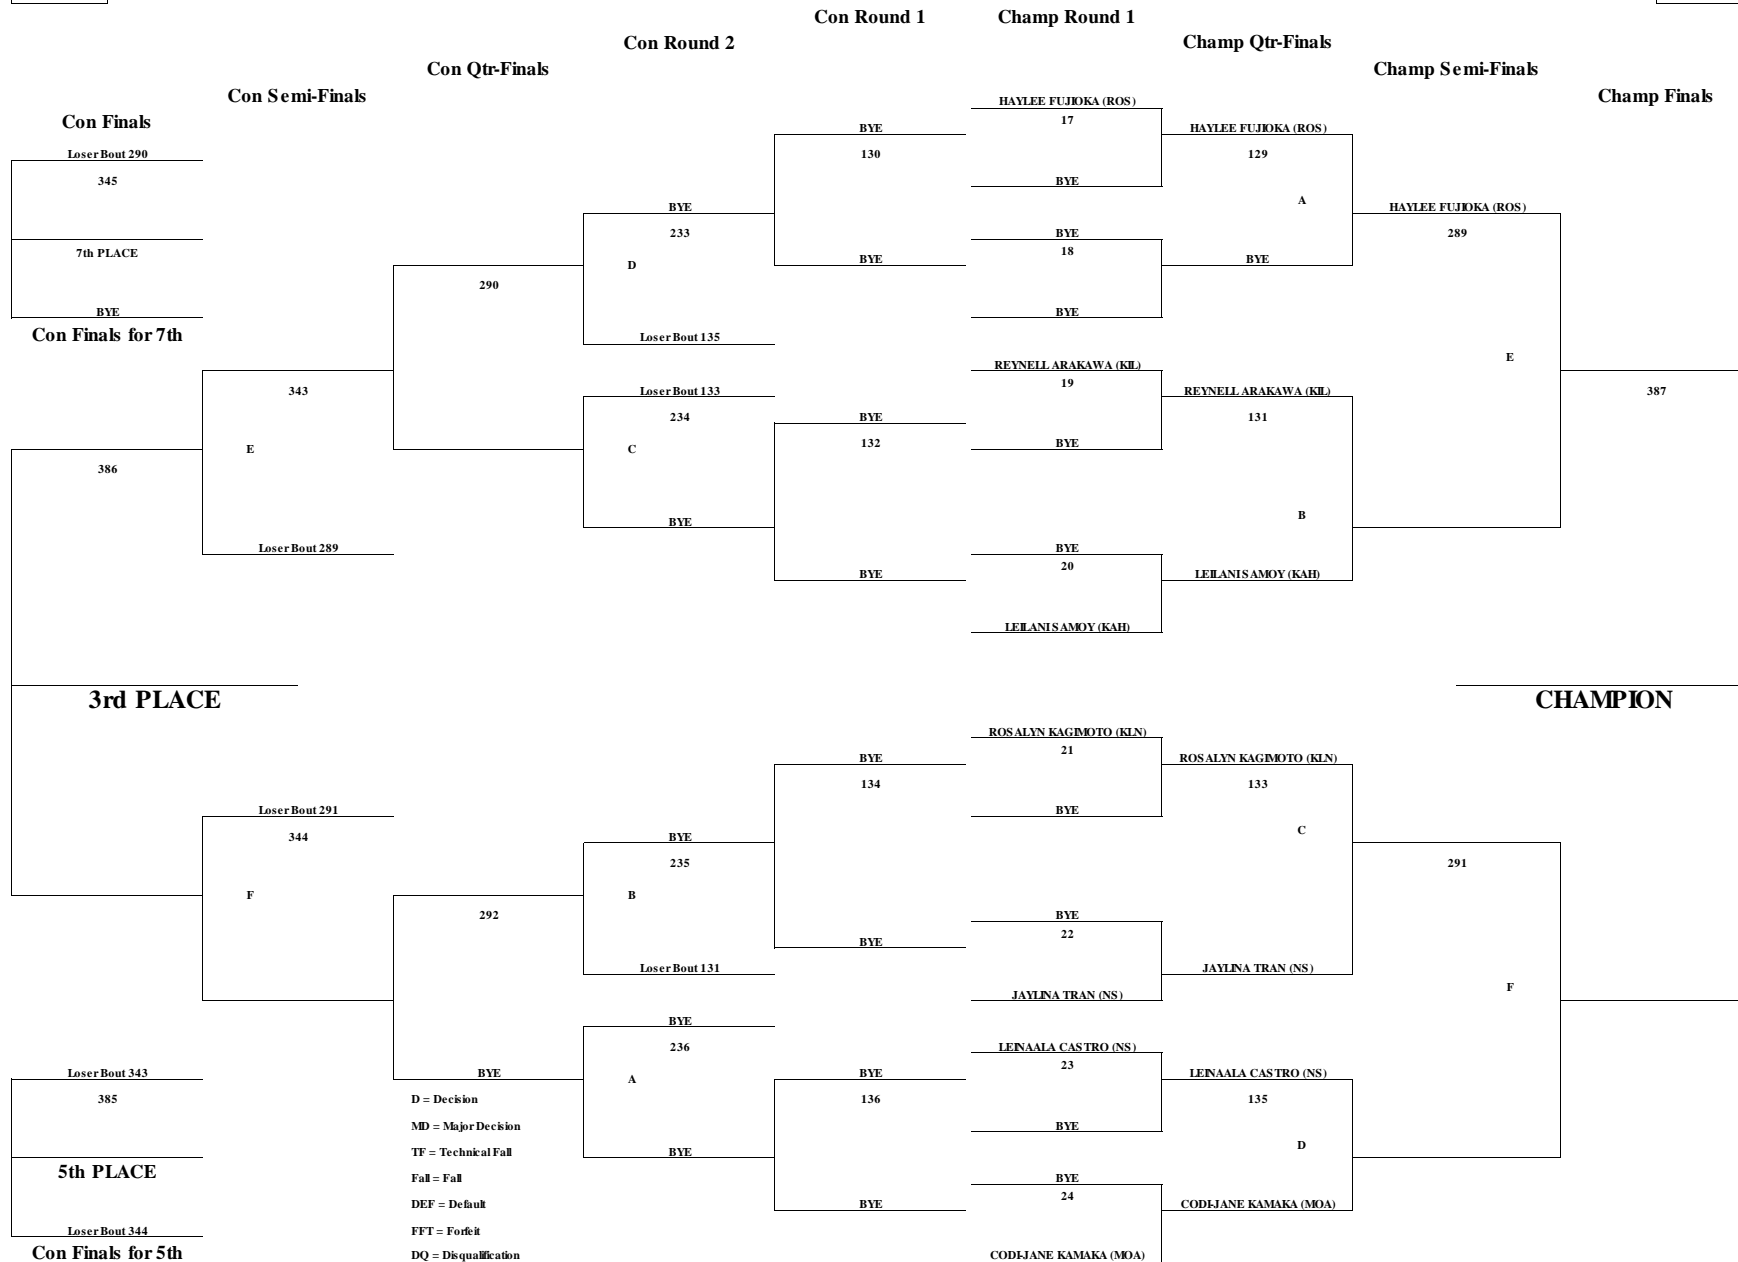 Con Round 1
Champ Round 1
Con Round 2
Champ Qtr-Finals
Con Qtr-Finals
Champ Semi-Finals
Con Semi-Finals
Champ Finals
Con Finals
HAYLEE FUJIOKA (ROS)
17
BYE
HAYLEE FUJIOKA (ROS)
Loser Bout 290
130
129
345
BYE
A
BYE
HAYLEE FUJIOKA (ROS)
233
BYE
289
7th PLACE
18
D
BYE
BYE
290
BYE
BYE
Con Finals for 7th
Loser Bout 135
E
REYNELL ARAKAWA (KIL)
19
343
Loser Bout 133
REYNELL ARAKAWA (KIL)
387
234
BYE
131
132
BYE
E
C
386
B
BYE
Loser Bout 289
BYE
20
BYE
LEILANI SAMOY (KAH)
LEILANI SAMOY (KAH)
3rd PLACE
CHAMPION
ROSALYN KAGIMOTO (KLN)
21
BYE
ROSALYN KAGIMOTO (KLN)
134
133
Loser Bout 291
BYE
344
BYE
C
235
291
F
B
292
BYE
22
BYE
Loser Bout 131
JAYLINA TRAN (NS)
F
JAYLINA TRAN (NS)
BYE
236
LEINAALA CASTRO (NS)
23
Loser Bout 343
BYE
A
BYE
LEINAALA CASTRO (NS)
385
D = Decision
136
135
MD = Major Decision
BYE
TF = Technical Fall
BYE
D
5th PLACE
Fall = Fall
BYE
24
DEF = Default
BYE
CODI-JANE KAMAKA (MOA)
Loser Bout 344
FFT = Forfeit
Con Finals for 5th
DQ = Disqualification
CODI-JANE KAMAKA (MOA)